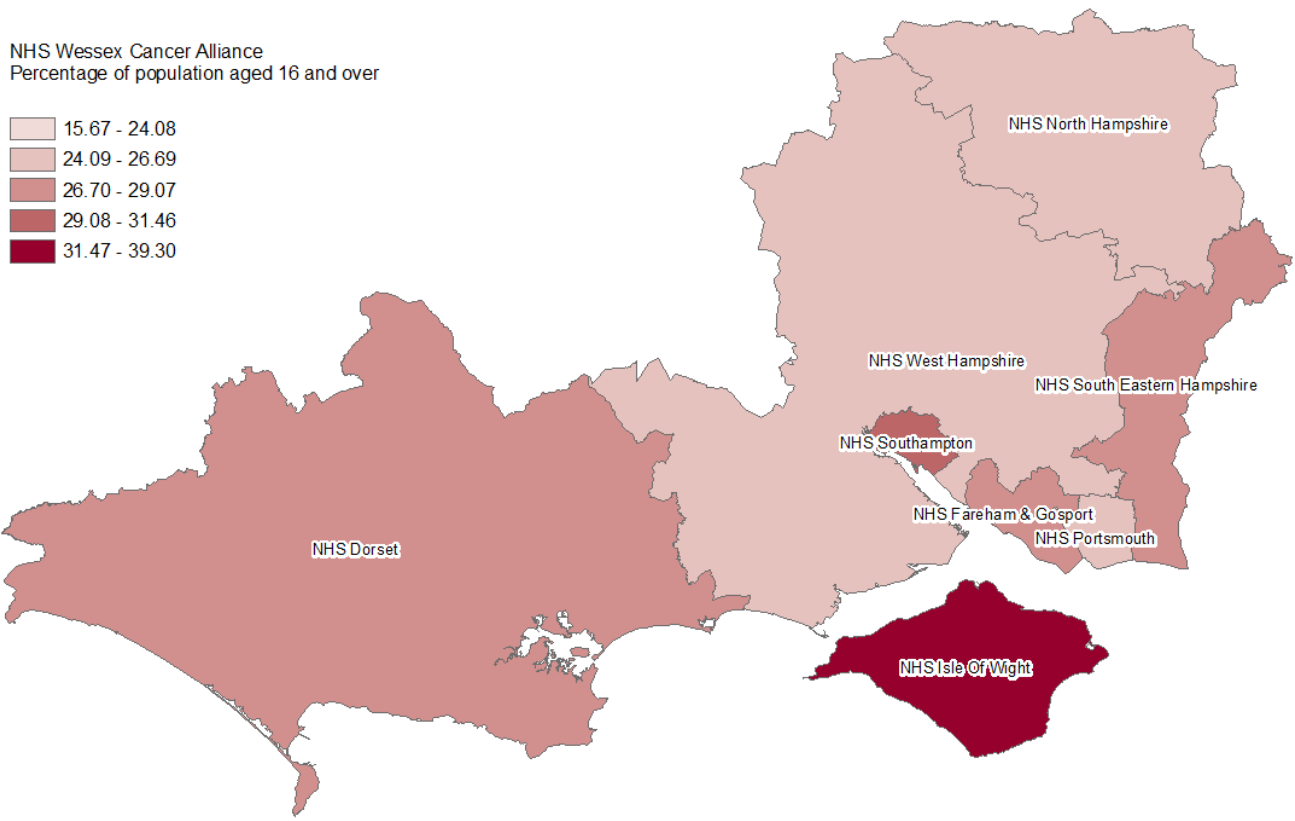 NHS Wessex Cancer Alliance
Percentage of population aged 16 and over
15.67 - 24.08
24.09 - 26.69
26.70 - 29.07
29.08 - 31.46
31.47 - 39.30
NHS North Hampshire
NHS West Hampshire
NHS South Eastern Hampshire
NHS Southampton
NHS Fareham & Gosport
NHS Portsmouth
NHS Dorset
NHS Isle Of Wight